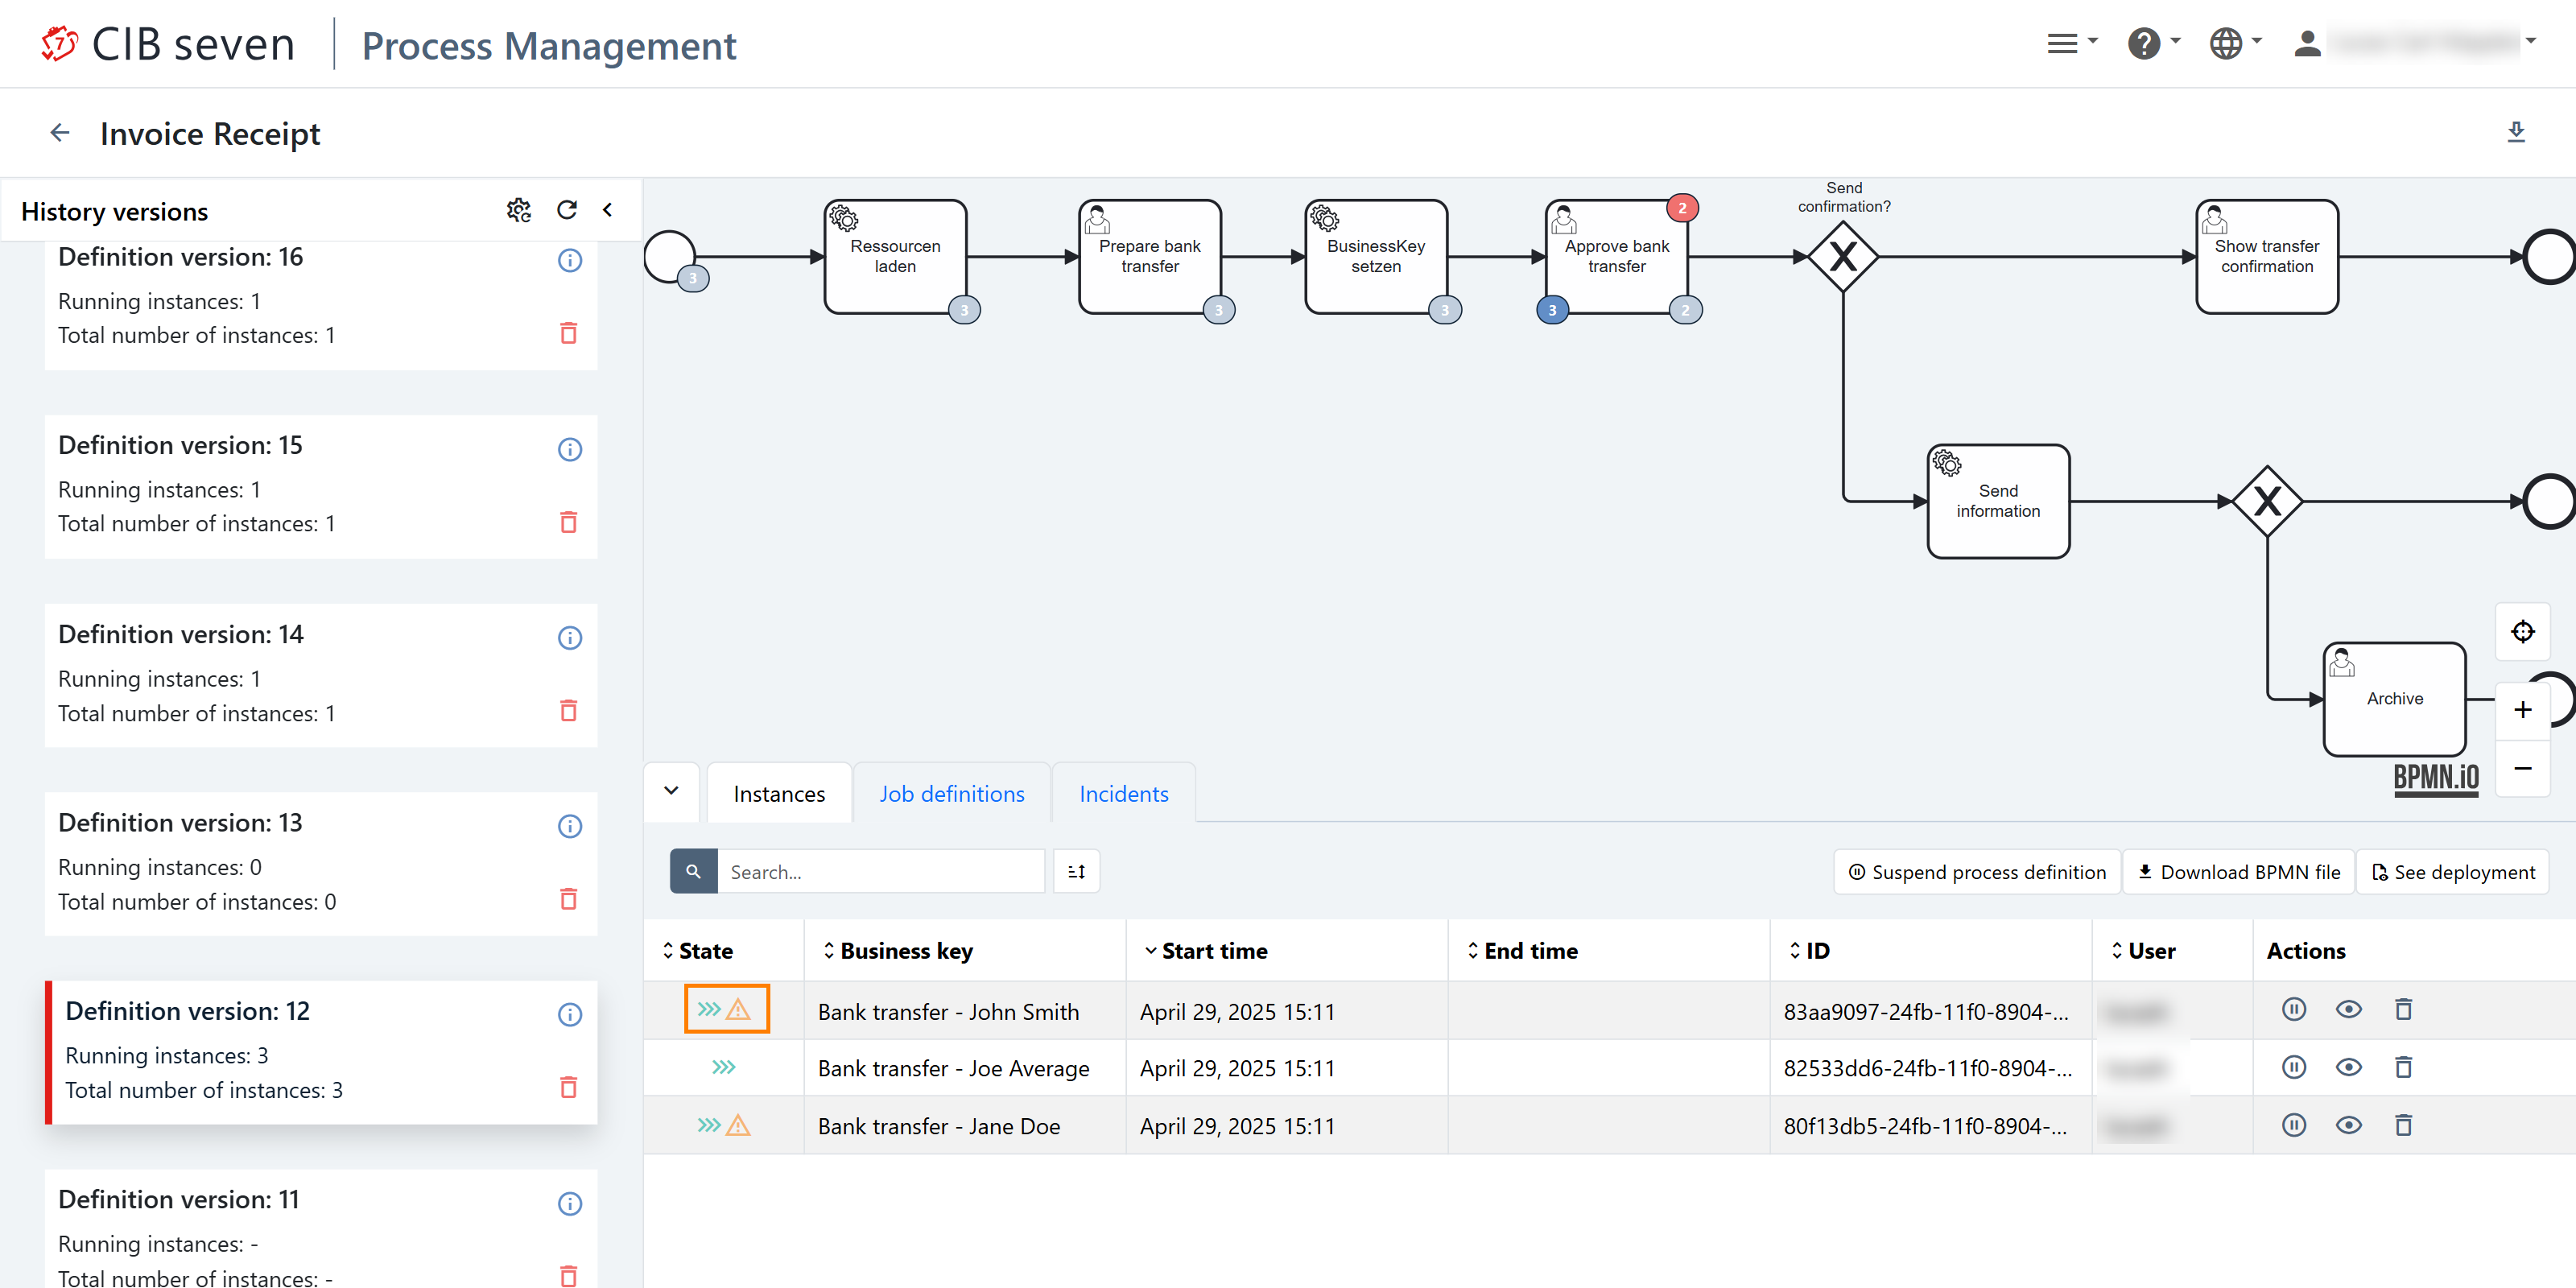 7 CIB seven
Process Management
Invoice Receipt
History versions
Definition version: 16
Running instances: 1
Total number of instances: 1
Definition version: 15
Running instances: 1
Total number of instances: 1
Definition version: 14
Running instances: 1
Total number of instances: 1
Definition version: 13
Running instances: 0
Total number of instances: 0
Definition version: 12
Running instances: 3
Total number of instances: 3
Definition version: 11
Running instances: -
Total number of instances: -
3
Ressourcen
laden
3
Prepare bank
transfer
3
BusinessKey
setzen
3
Approve bank
transfer
2
3
2
Send
confirmation?
Show transfer
confirmation
Send
information
Archive
BPMN.iO
Instances
Job definitions
Incidents
Search...
Suspend process definition
Download BPMN file
See deployment
State Business key Start time End time ID User Actions
Bank transfer - John Smith April 29, 2025 15:11 83aa9097-24fb-11f0-8904-...
Bank transfer - Joe Average April 29, 2025 15:11 82533dd6-24fb-11f0-8904-...
Bank transfer - Jane Doe April 29, 2025 15:11 80f13db5-24fb-11f0-8904-...